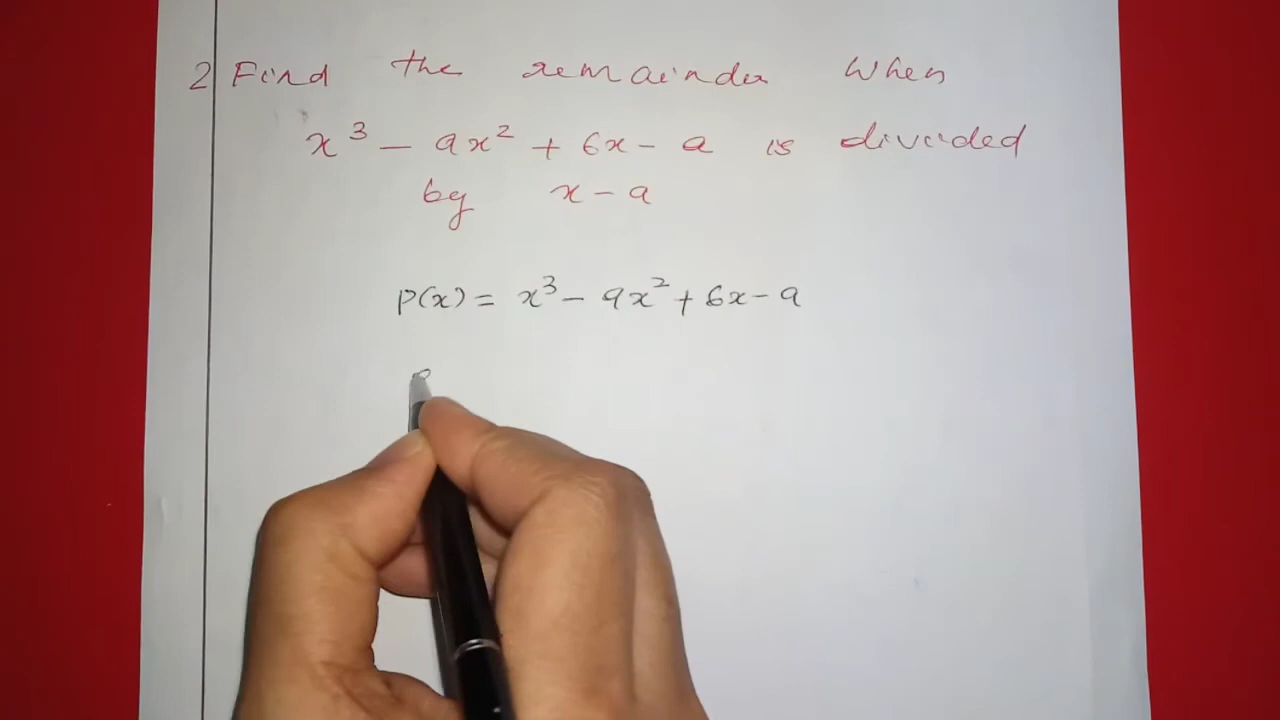 2 Find the remainder when
x³ - ax² + 6x - a is divided
by x - a
p(x) = x³ - ax² + 6x - a